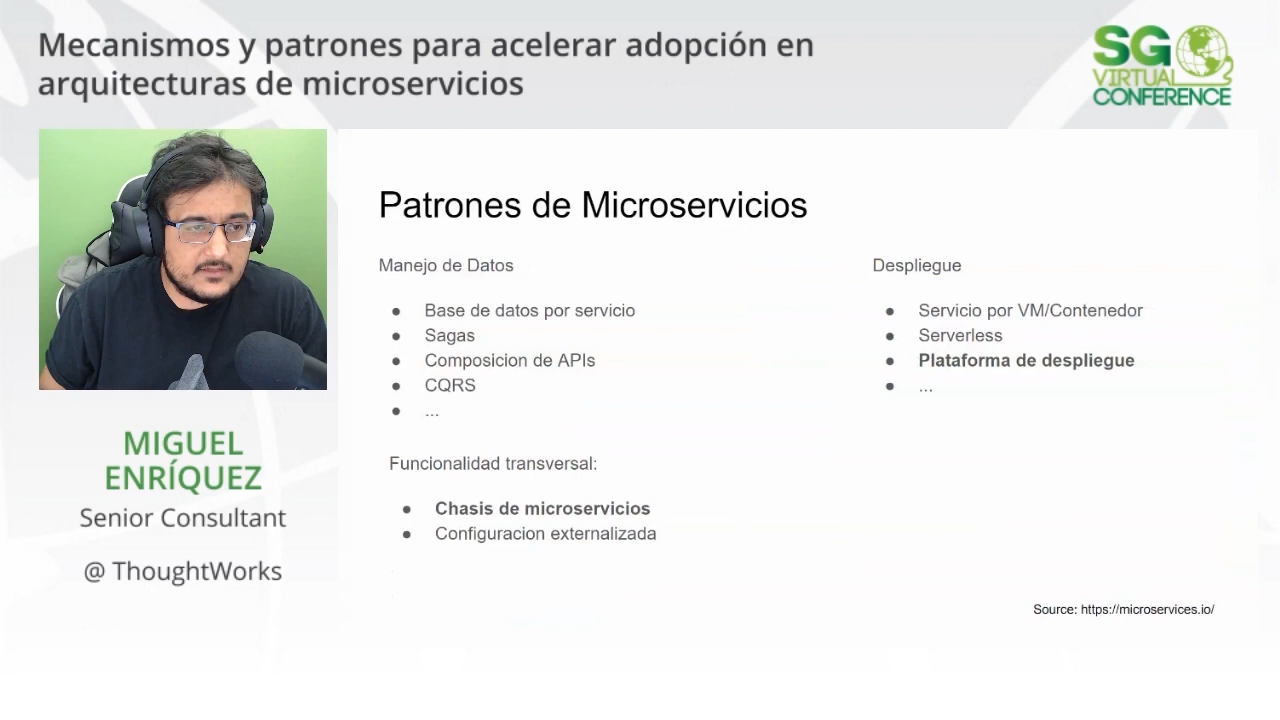 Mecanismos y patrones para acelerar adopción en
arquitecturas de microservicios
SG
VIRTUAL
CONFERENCE
MIGUEL
ENRÍQUEZ
Senior Consultant
@ ThoughtWorks
Patrones de Microservicios
Manejo de Datos
● Base de datos por servicio
● Sagas
● Composicion de APIs
● CQRS
● ...
Funcionalidad transversal:
● Chasis de microservicios
● Configuracion externalizada
Despliegue
● Servicio por VM/Contenedor
● Serverless
● Plataforma de despliegue
● ...
Source: https://microservices.io/